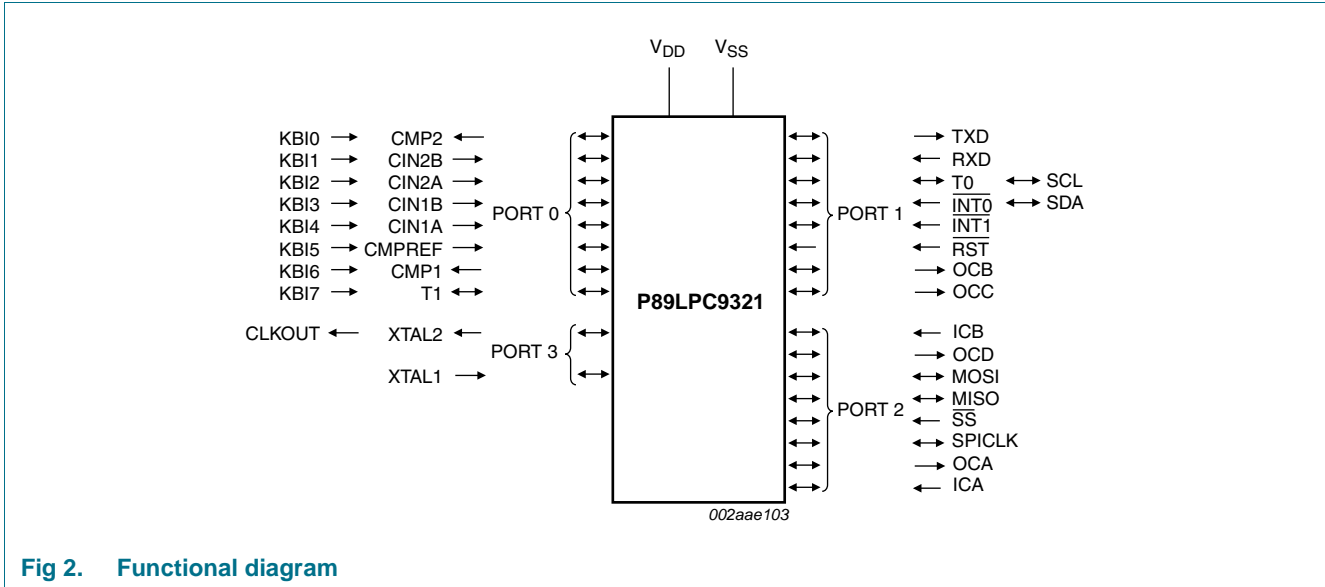 VDD VSS
KBI0 CMP2 TXD
KBI1 CIN2B RXD
KBI2 CIN2A T0 SCL
KBI3 CIN1B INT0 SDA
PORT 0 PORT 1
KBI4 CIN1A INT1
KBI5 CMPREF RST
KBI6 CMP1 OCB
KBI7 T1 OCC
P89LPC9321
CLKOUT XTAL2 ICB
PORT 3 OCD
XTAL1 MOSI
MISO
PORT 2
SS
SPICLK
OCA
ICA
002aae103
Fig 2. Functional diagram